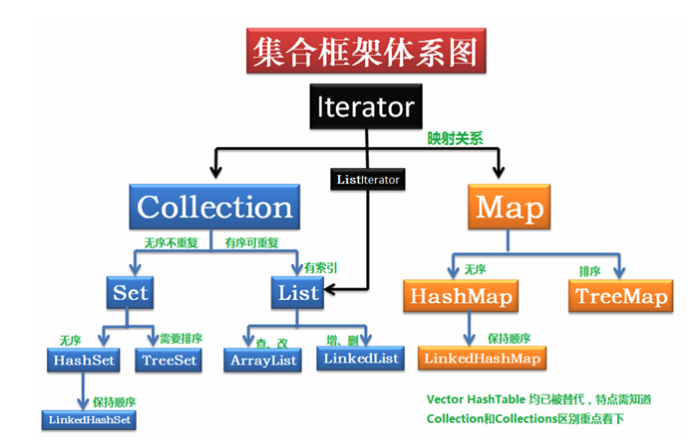 集合框架体系图
Iterator
映射关系
ListIterator
Collection
Map
无序不重复 有序可重复
有索引
无序
排序
Set
List
HashMap
TreeMap
无序
需要排序
查、改
增、删
保持顺序
HashSet
TreeSet
ArrayList
LinkedList
LinkedHashMap
保持顺序
LinkedHashSet
Vector HashTable 均已被替代，特点需知道
Collection和Collections区别重点看下